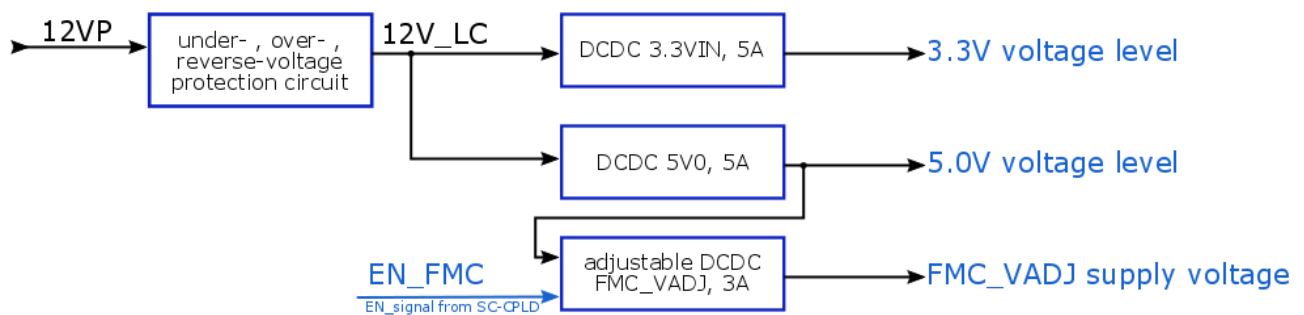 12VP
under- , over- ,
reverse-voltage
protection circuit
12V_LC
DCDC 3.3VIN, 5A
3.3V voltage level
DCDC 5V0, 5A
5.0V voltage level
EN_FMC
EN_signal from SC-CPLD
adjustable DCDC
FMC_VADJ, 3A
FMC_VADJ supply voltage